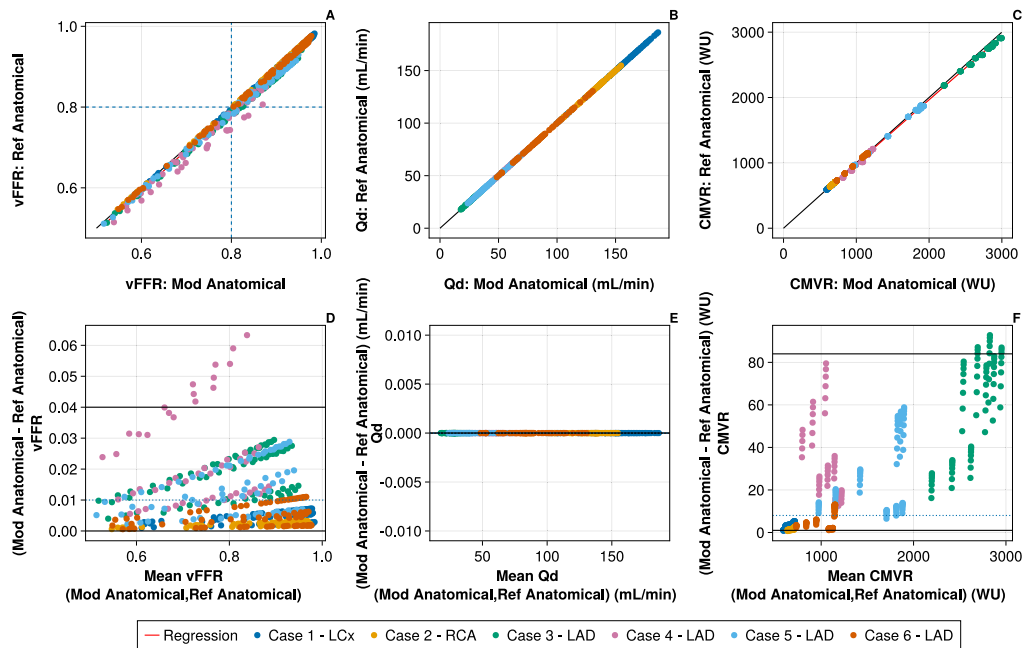 A
vFFR: Ref Anatomical
1.0
0.8
0.6
0.6
0.8
1.0
vFFR: Mod Anatomical
B
Qd: Ref Anatomical (mL/min)
150
100
50
0
0
50
100
150
Qd: Mod Anatomical (mL/min)
C
CMVR: Ref Anatomical (WU)
3000
2000
1000
0
0
1000
2000
3000
CMVR: Mod Anatomical (WU)
D
(Mod Anatomical - Ref Anatomical)
vFFR
0.06
0.05
0.04
0.03
0.02
0.01
0.00
0.6
0.8
1.0
Mean vFFR
(Mod Anatomical,Ref Anatomical)
E
(Mod Anatomical - Ref Anatomical) (mL/min)
Qd
0.010
0.005
0.000
-0.005
-0.010
50
100
150
Mean Qd
(Mod Anatomical,Ref Anatomical) (mL/min)
F
(Mod Anatomical - Ref Anatomical) (WU)
CMVR
80
60
40
20
0
1000
2000
3000
Mean CMVR
(Mod Anatomical,Ref Anatomical) (WU)
Regression Case 1 - LCx Case 2 - RCA Case 3 - LAD Case 4 - LAD Case 5 - LAD Case 6 - LAD